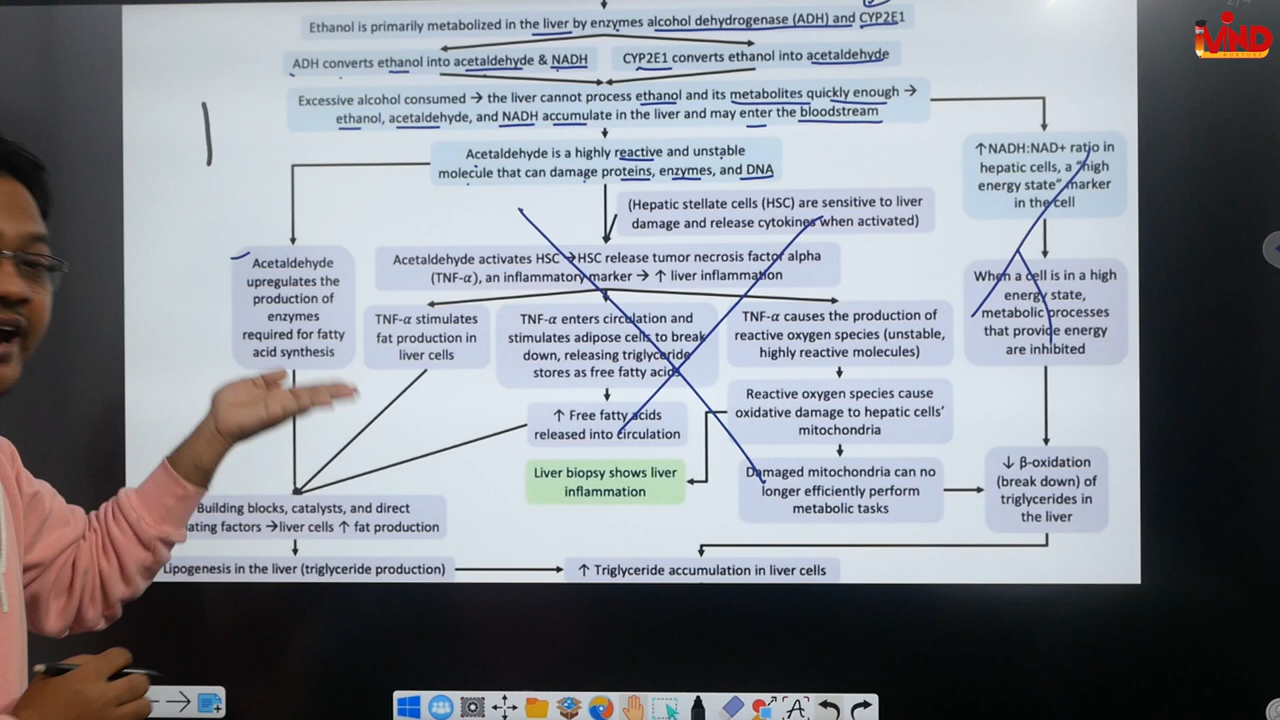 2/4
MIND
Ethanol is primarily metabolized in the liver by enzymes alcohol dehydrogenase (ADH) and CYP2E1
ADH converts ethanol into acetaldehyde & NADH
CYP2E1 converts ethanol into acetaldehyde
Excessive alcohol consumed → the liver cannot process ethanol and its metabolites quickly enough →
ethanol, acetaldehyde, and NADH accumulate in the liver and may enter the bloodstream
Acetaldehyde is a highly reactive and unstable
molecule that can damage proteins, enzymes, and DNA
↑NADH:NAD+ ratio in
hepatic cells, a "high
energy state" marker
in the cell
(Hepatic stellate cells (HSC) are sensitive to liver
damage and release cytokines when activated)
Acetaldehyde activates HSC →HSC release tumor necrosis factor alpha
(TNF-α), an inflammatory marker → ↑ liver inflammation
Acetaldehyde
upregulates the
production of
enzymes
required for fatty
acid synthesis
When a cell is in a high
energy state,
metabolic processes
that provide energy
are inhibited
TNF-α stimulates
fat production in
liver cells
TNF-α enters circulation and
stimulates adipose cells to break
down, releasing triglyceride
stores as free fatty acids
TNF-α causes the production of
reactive oxygen species (unstable,
highly reactive molecules)
Reactive oxygen species cause
oxidative damage to hepatic cells'
mitochondria
↑ Free fatty acids
released into circulation
Liver biopsy shows liver
inflammation
Damaged mitochondria can no
longer efficiently perform
metabolic tasks
↓ β-oxidation
(break down) of
triglycerides in
the liver
Building blocks, catalysts, and direct
ating factors →liver cells ↑ fat production
Lipogenesis in the liver (triglyceride production)
↑ Triglyceride accumulation in liver cells